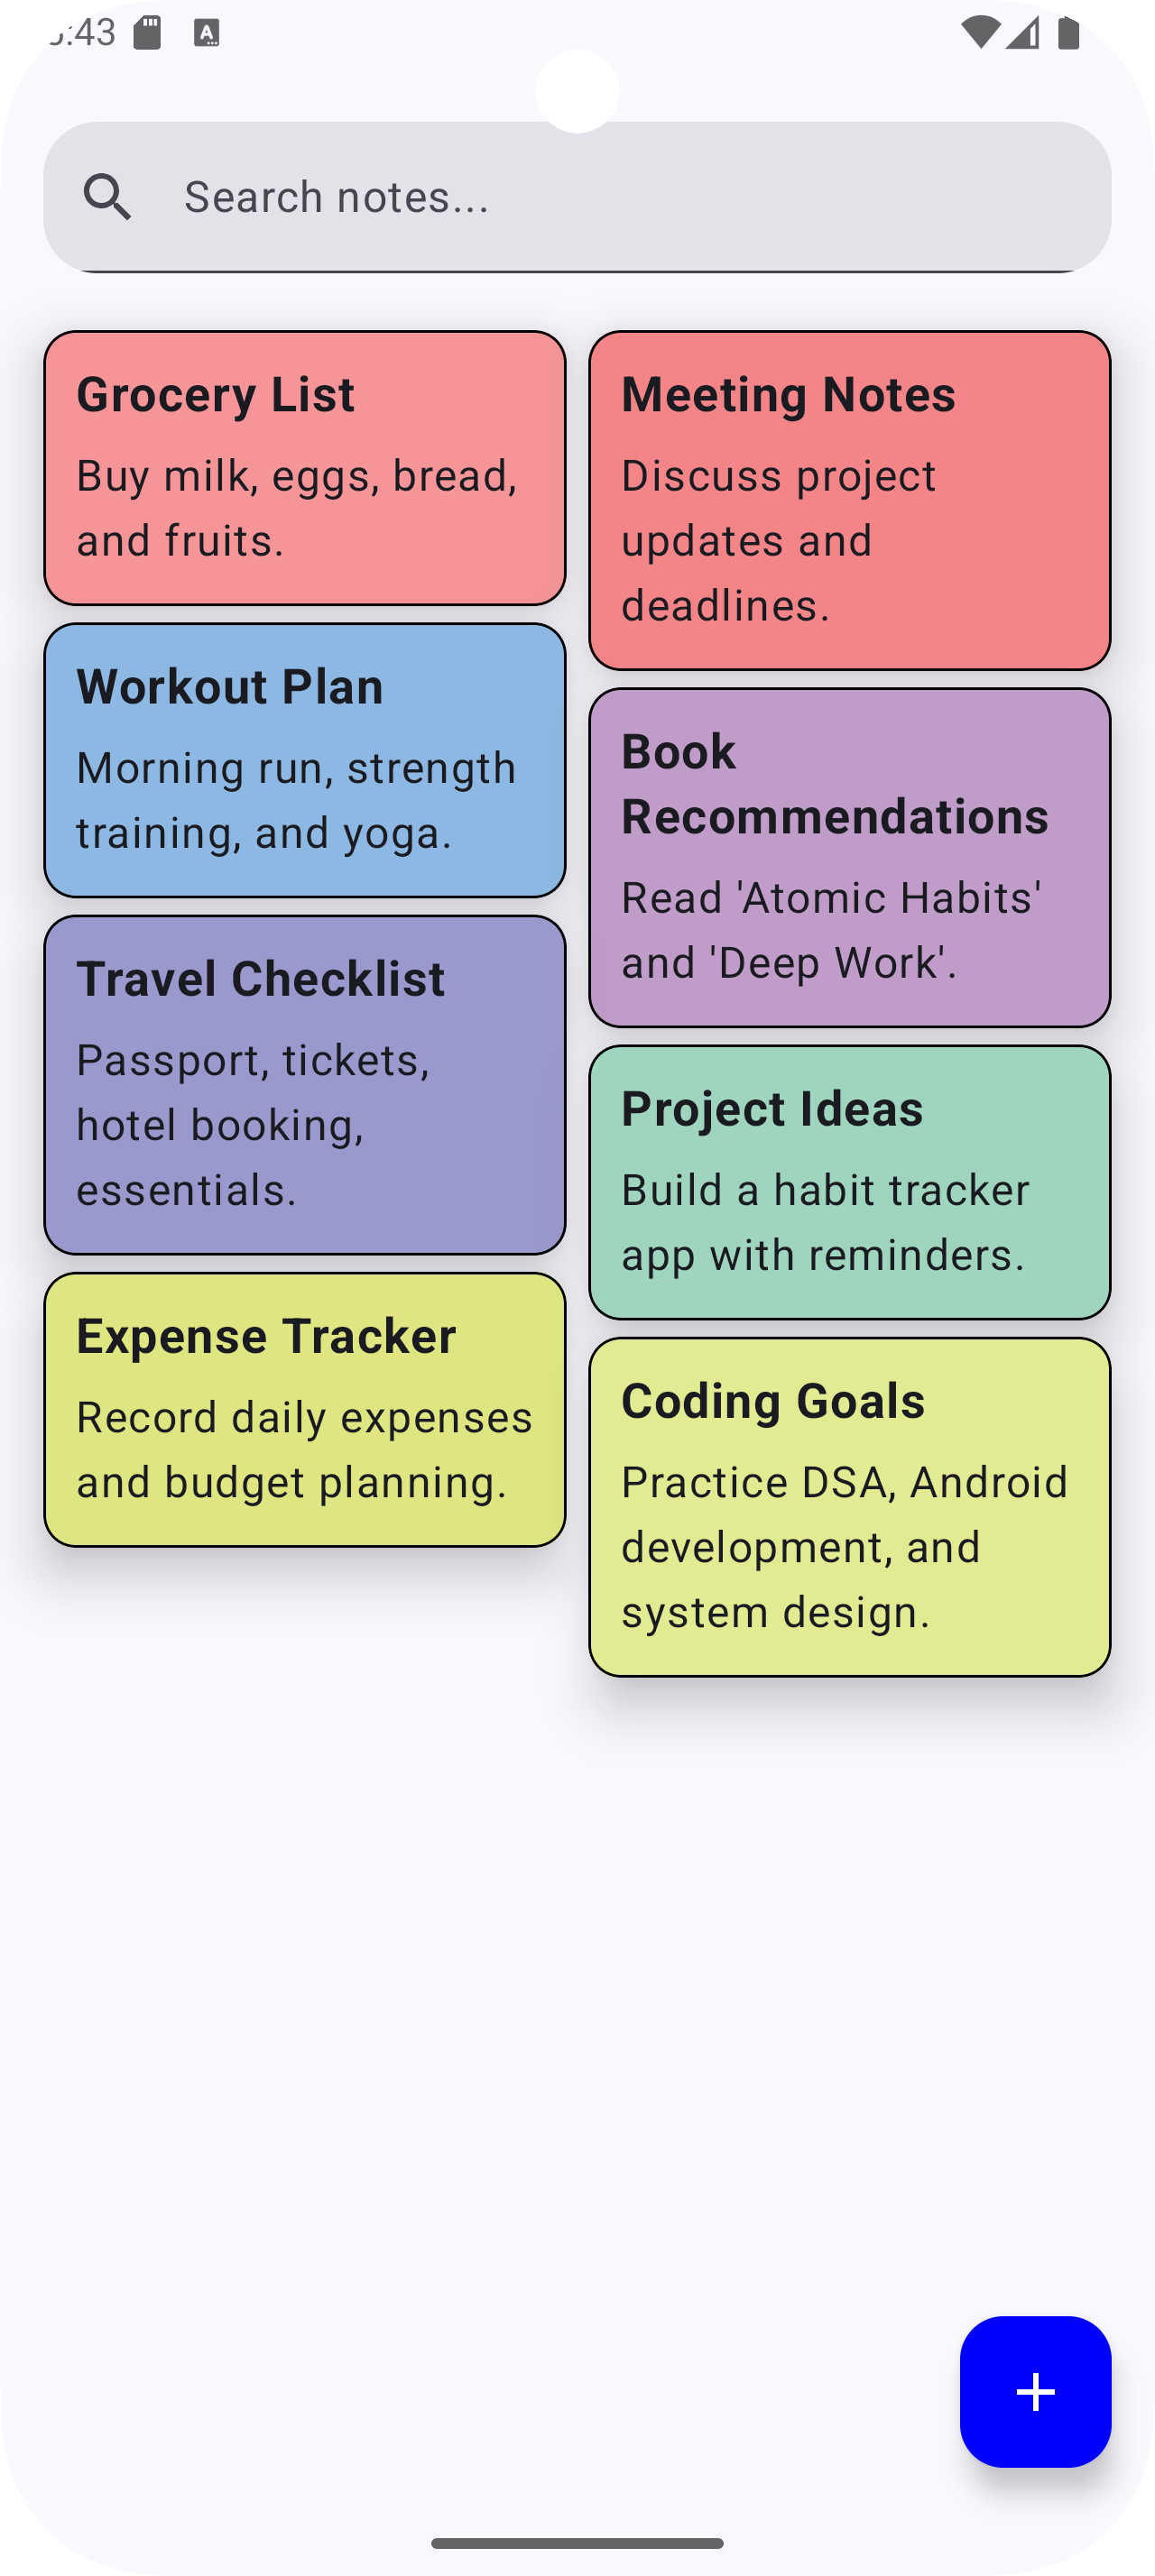 :43
Search notes...
Grocery List
Buy milk, eggs, bread,
and fruits.
Meeting Notes
Discuss project
updates and
deadlines.
Workout Plan
Morning run, strength
training, and yoga.
Book
Recommendations
Read 'Atomic Habits'
and 'Deep Work'.
Travel Checklist
Passport, tickets,
hotel booking,
essentials.
Project Ideas
Build a habit tracker
app with reminders.
Expense Tracker
Record daily expenses
and budget planning.
Coding Goals
Practice DSA, Android
development, and
system design.